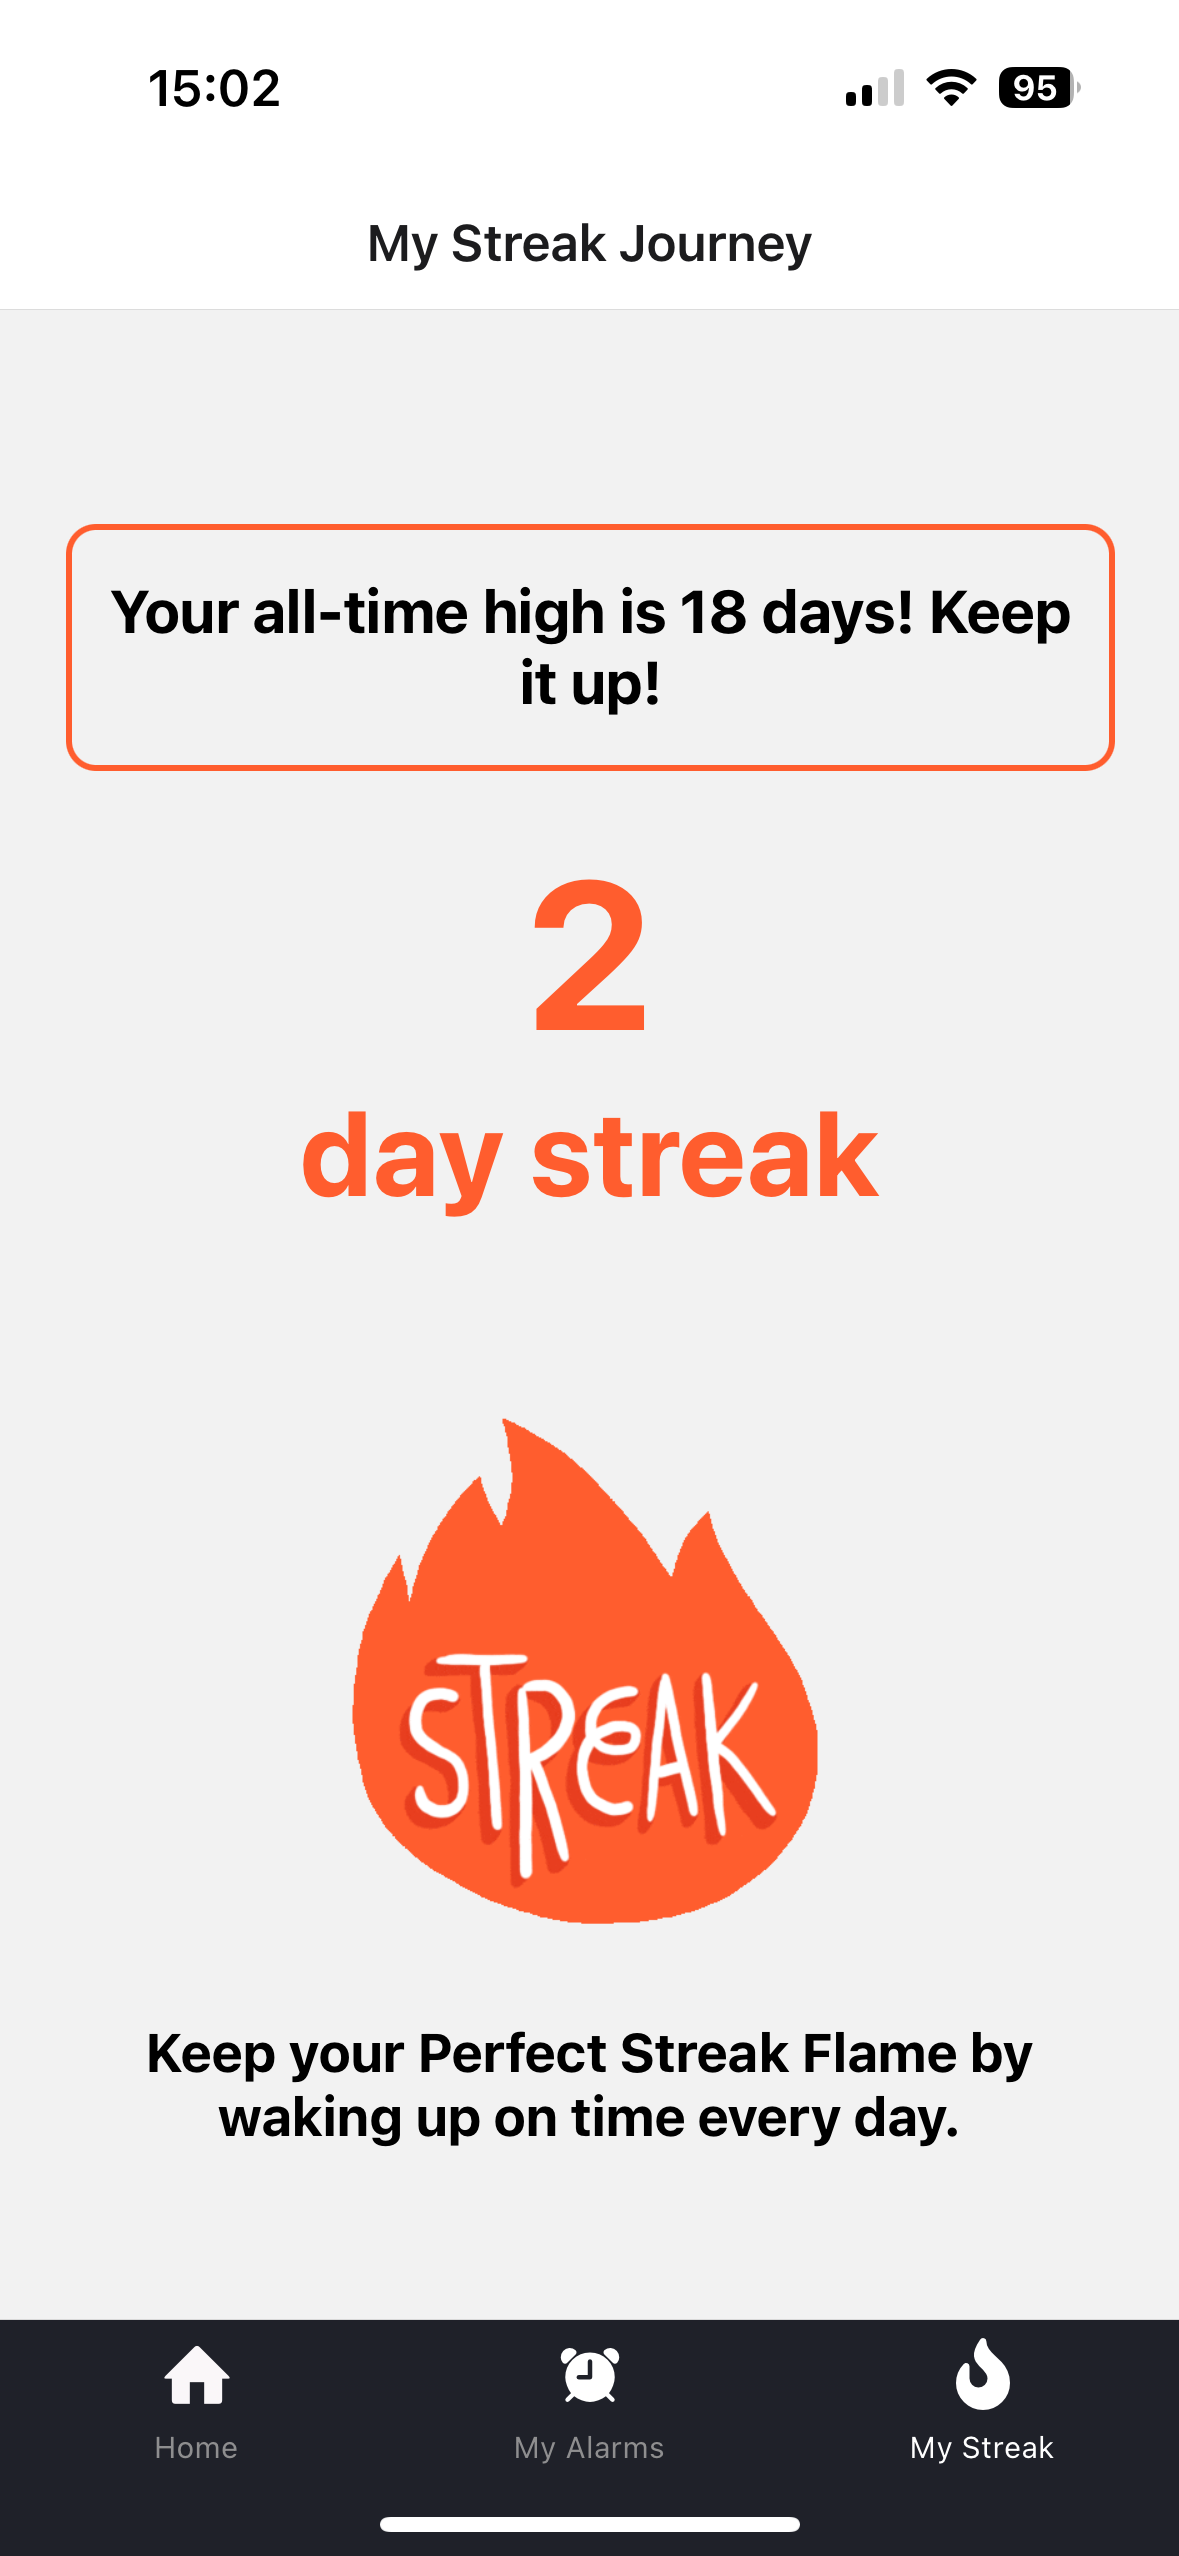 15:02
95
My Streak Journey
Your all-time high is 18 days! Keep
it up!
2
day streak
STREAK
Keep your Perfect Streak Flame by
waking up on time every day.
Home
My Alarms
My Streak